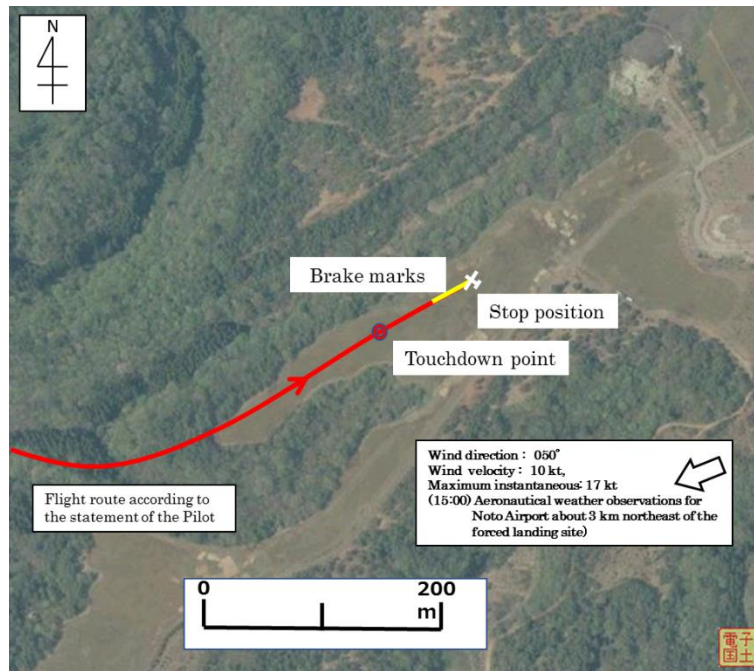 N
Brake marks
Stop position
Touchdown point
Wind direction : 050°
Wind velocity : 10 kt,
Maximum instantaneous: 17 kt
(15:00) Aeronautical weather observations for
Noto Airport about 3 km northeast of the
forced landing site)
Flight route according to
the statement of the Pilot
0
200
m
電子
国土